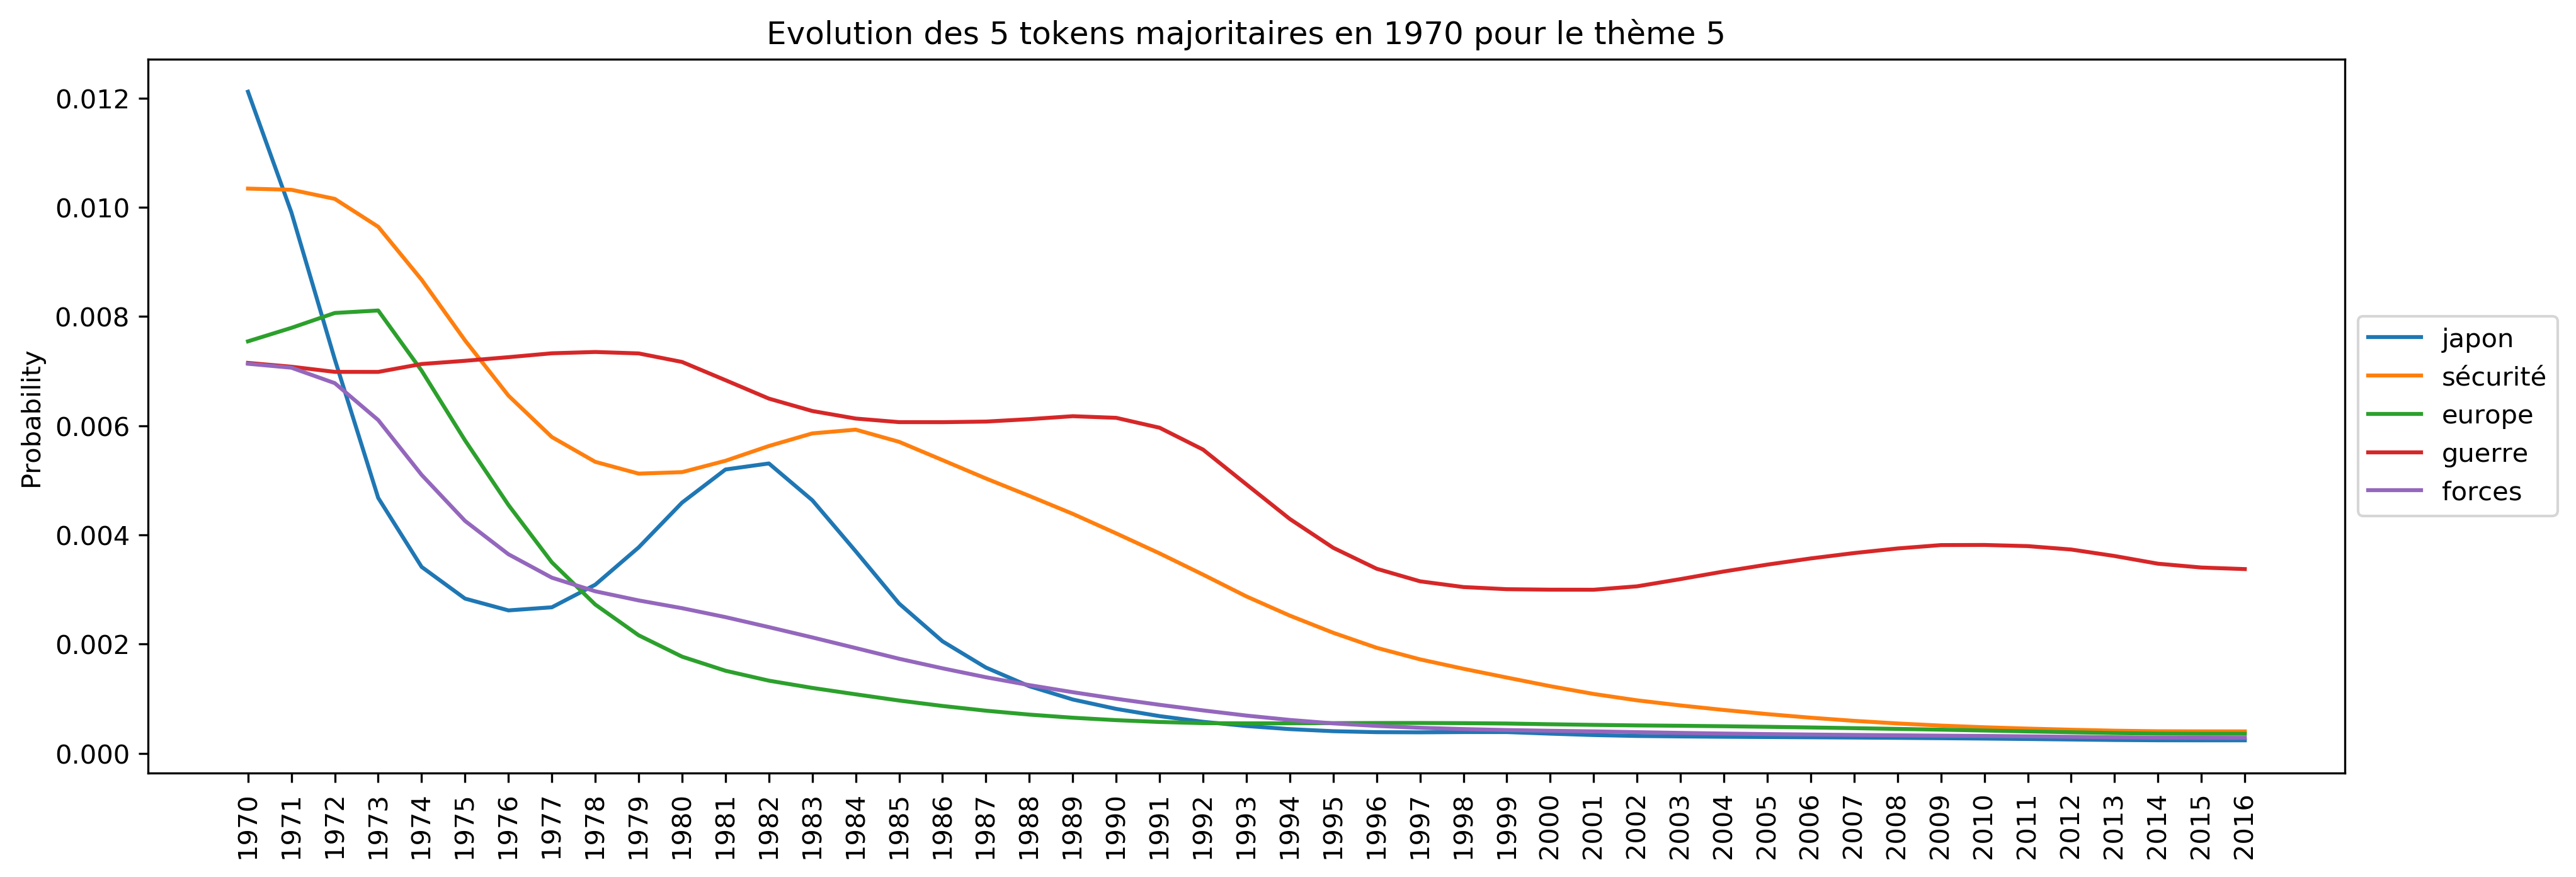 Evolution des 5 tokens majoritaires en 1970 pour le thème 5
Probability
0.012
0.010
0.008
0.006
0.004
0.002
0.000
1970 1971 1972 1973 1974 1975 1976 1977 1978 1979 1980 1981 1982 1983 1984 1985 1986 1987 1988 1989 1990 1991 1992 1993 1994 1995 1996 1997 1998 1999 2000 2001 2002 2003 2004 2005 2006 2007 2008 2009 2010 2011 2012 2013 2014 2015 2016
japon
sécurité
europe
guerre
forces